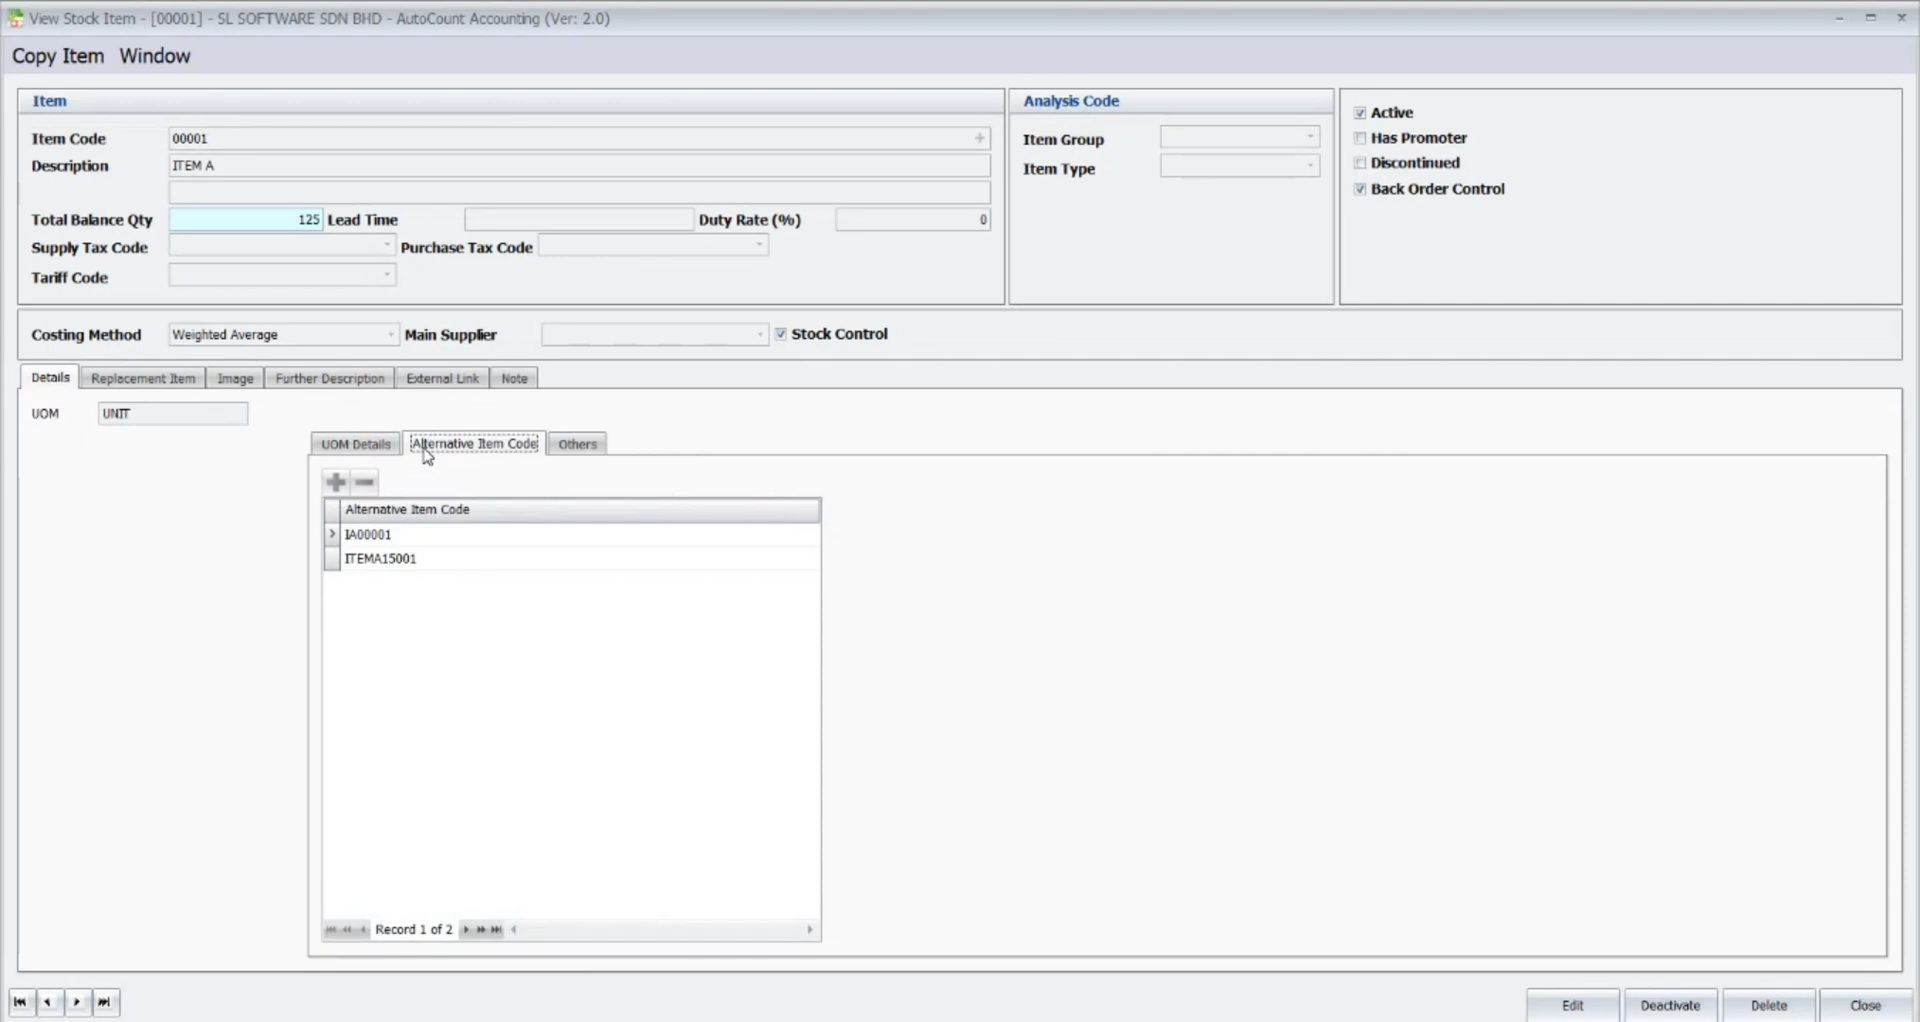 View Stock Item - [00001] - SL SOFTWARE SDN BHD - AutoCount Accounting (Ver: 2.0)
Copy Item Window
Item
Item Code 00001
Description ITEM A
Total Balance Qty 125 Lead Time Duty Rate (%) 0
Supply Tax Code Purchase Tax Code
Tariff Code
Analysis Code
Item Group
Item Type
Active
Has Promoter
Discontinued
Back Order Control
Costing Method Weighted Average Main Supplier Stock Control
Details Replacement Item Image Further Description External Link Note
UOM UNIT
UOM Details Alternative Item Code Others
Alternative Item Code
IA00001
ITEMA15001
Record 1 of 2
Edit Deactivate Delete Close